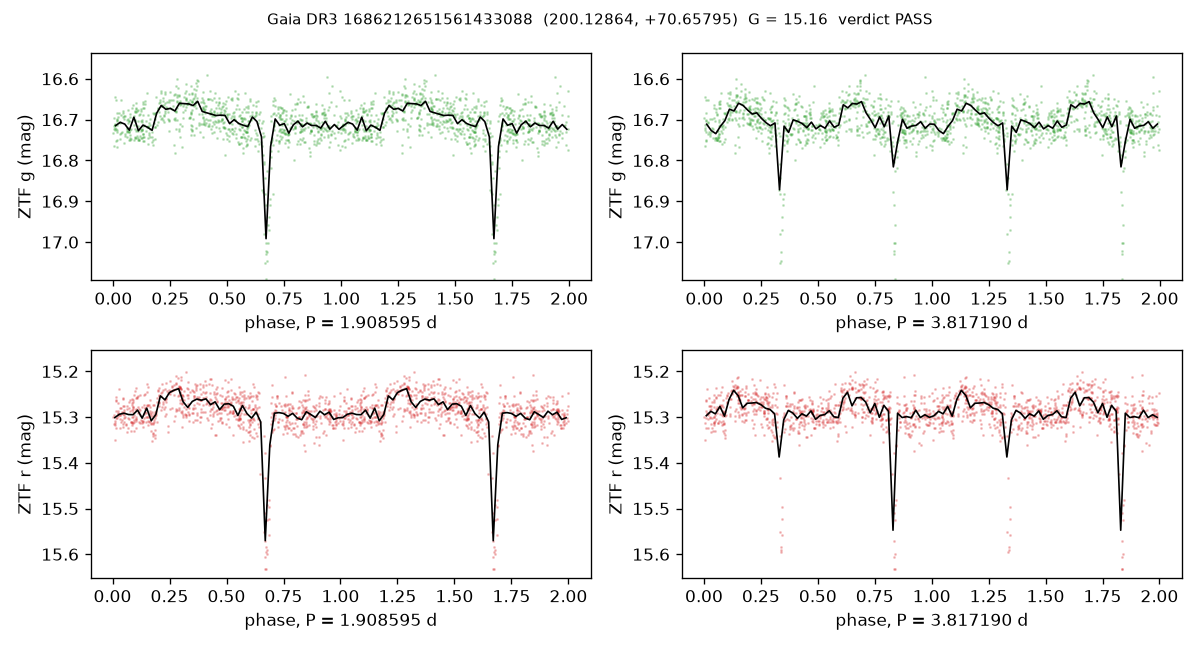 Gaia DR3 1686212651561433088 (200.12864, +70.65795) G = 15.16 verdict PASS
ZTF g (mag)
16.6
16.7
16.8
16.9
17.0
0.00 0.25 0.50 0.75 1.00 1.25 1.50 1.75 2.00
phase, P = 1.908595 d
ZTF g (mag)
16.6
16.7
16.8
16.9
17.0
0.00 0.25 0.50 0.75 1.00 1.25 1.50 1.75 2.00
phase, P = 3.817190 d
ZTF r (mag)
15.2
15.3
15.4
15.5
15.6
0.00 0.25 0.50 0.75 1.00 1.25 1.50 1.75 2.00
phase, P = 1.908595 d
ZTF r (mag)
15.2
15.3
15.4
15.5
15.6
0.00 0.25 0.50 0.75 1.00 1.25 1.50 1.75 2.00
phase, P = 3.817190 d